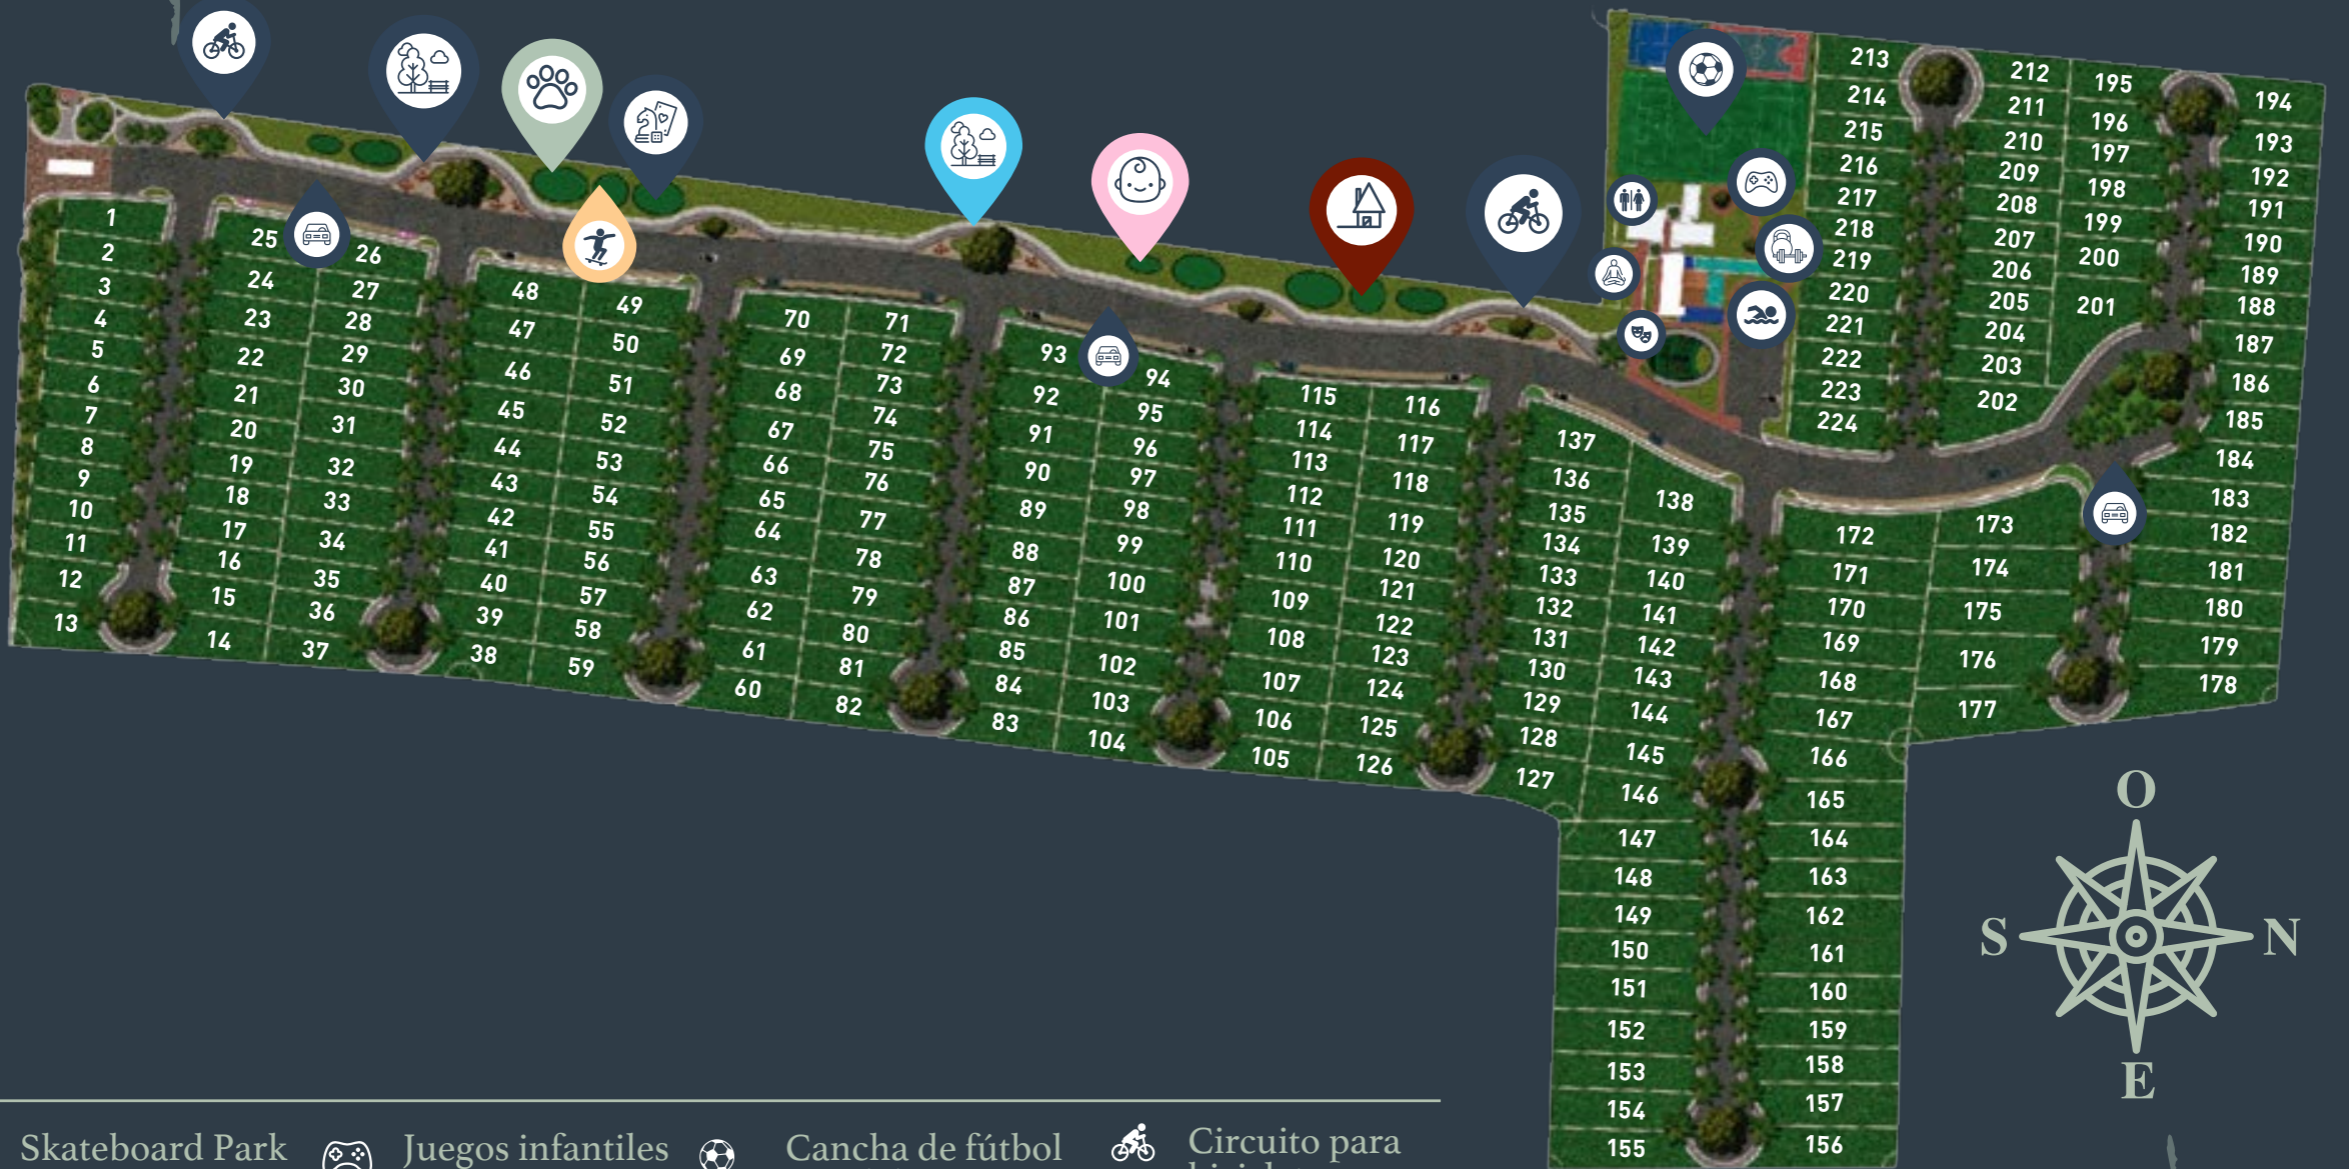 213 212 195 194
214 211 196 193
215 210 197 192
216 209 198 191
217 208 199 190
218 207 200 189
219 206 201 188
220 205 187
221 204 186
222 203 185
223 202 184
224 183
1 25 26 48 49 70 71 93 94 115 116 137 138 172 173 182
2 24 27 47 50 69 72 92 95 114 117 136 139 171 174 181
3 23 28 46 51 68 73 91 96 113 118 135 140 170 175 180
4 22 29 45 52 67 74 90 97 112 119 134 141 169 176 179
5 21 30 44 53 66 75 89 98 111 120 133 142 168 177 178
6 20 31 43 54 65 76 88 99 110 121 132 143 167
7 19 32 42 55 64 77 87 100 109 122 131 144 166
8 18 33 41 56 63 78 86 101 108 123 130 145 165
9 17 34 40 57 62 79 85 102 107 124 129 146 164
10 16 35 39 58 61 80 84 103 106 125 128 147 163
11 15 36 38 59 60 81 83 104 105 126 127 148 162
12 14 37 82 149 161
13 150 160
151 159
152 158
153 157
154 156
155
O
S N
E
Skateboard Park Juegos infantiles Cancha de fútbol Circuito para